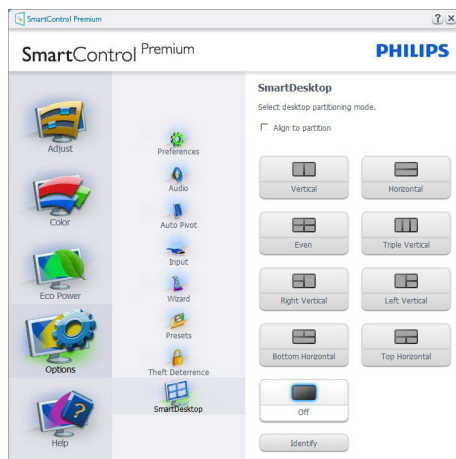 SmartControl Premium
SmartControl Premium
PHILIPS
Adjust
Color
Eco Power
Options
Help
Preferences
Audio
Auto Pivot
Input
Wizard
Presets
Theft Deterrence
SmartDesktop
SmartDesktop
Select desktop partitioning mode.
Align to partition
Vertical
Horizontal
Even
Triple Vertical
Right Vertical
Left Vertical
Bottom Horizontal
Top Horizontal
Off
Identify